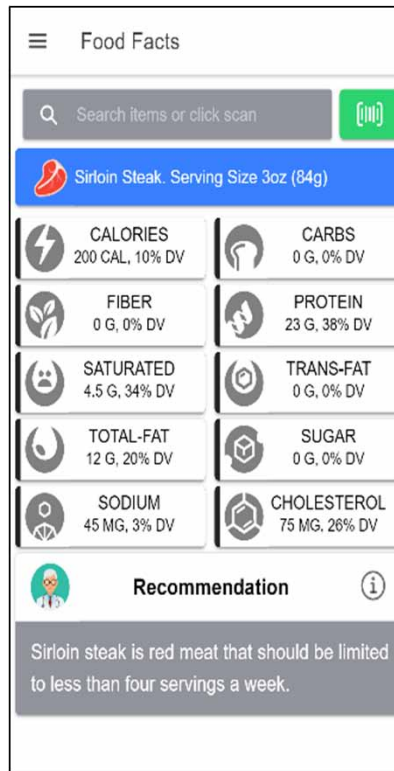 Food Facts
Search items or click scan
Sirloin Steak. Serving Size 3oz (84g)
CALORIES
200 CAL, 10% DV
CARBS
0 G, 0% DV
FIBER
0 G, 0% DV
PROTEIN
23 G, 38% DV
SATURATED
4.5 G, 34% DV
TRANS-FAT
0 G, 0% DV
TOTAL-FAT
12 G, 20% DV
SUGAR
0 G, 0% DV
SODIUM
45 MG, 3% DV
CHOLESTEROL
75 MG, 26% DV
Recommendation
Sirloin steak is red meat that should be limited
to less than four servings a week.